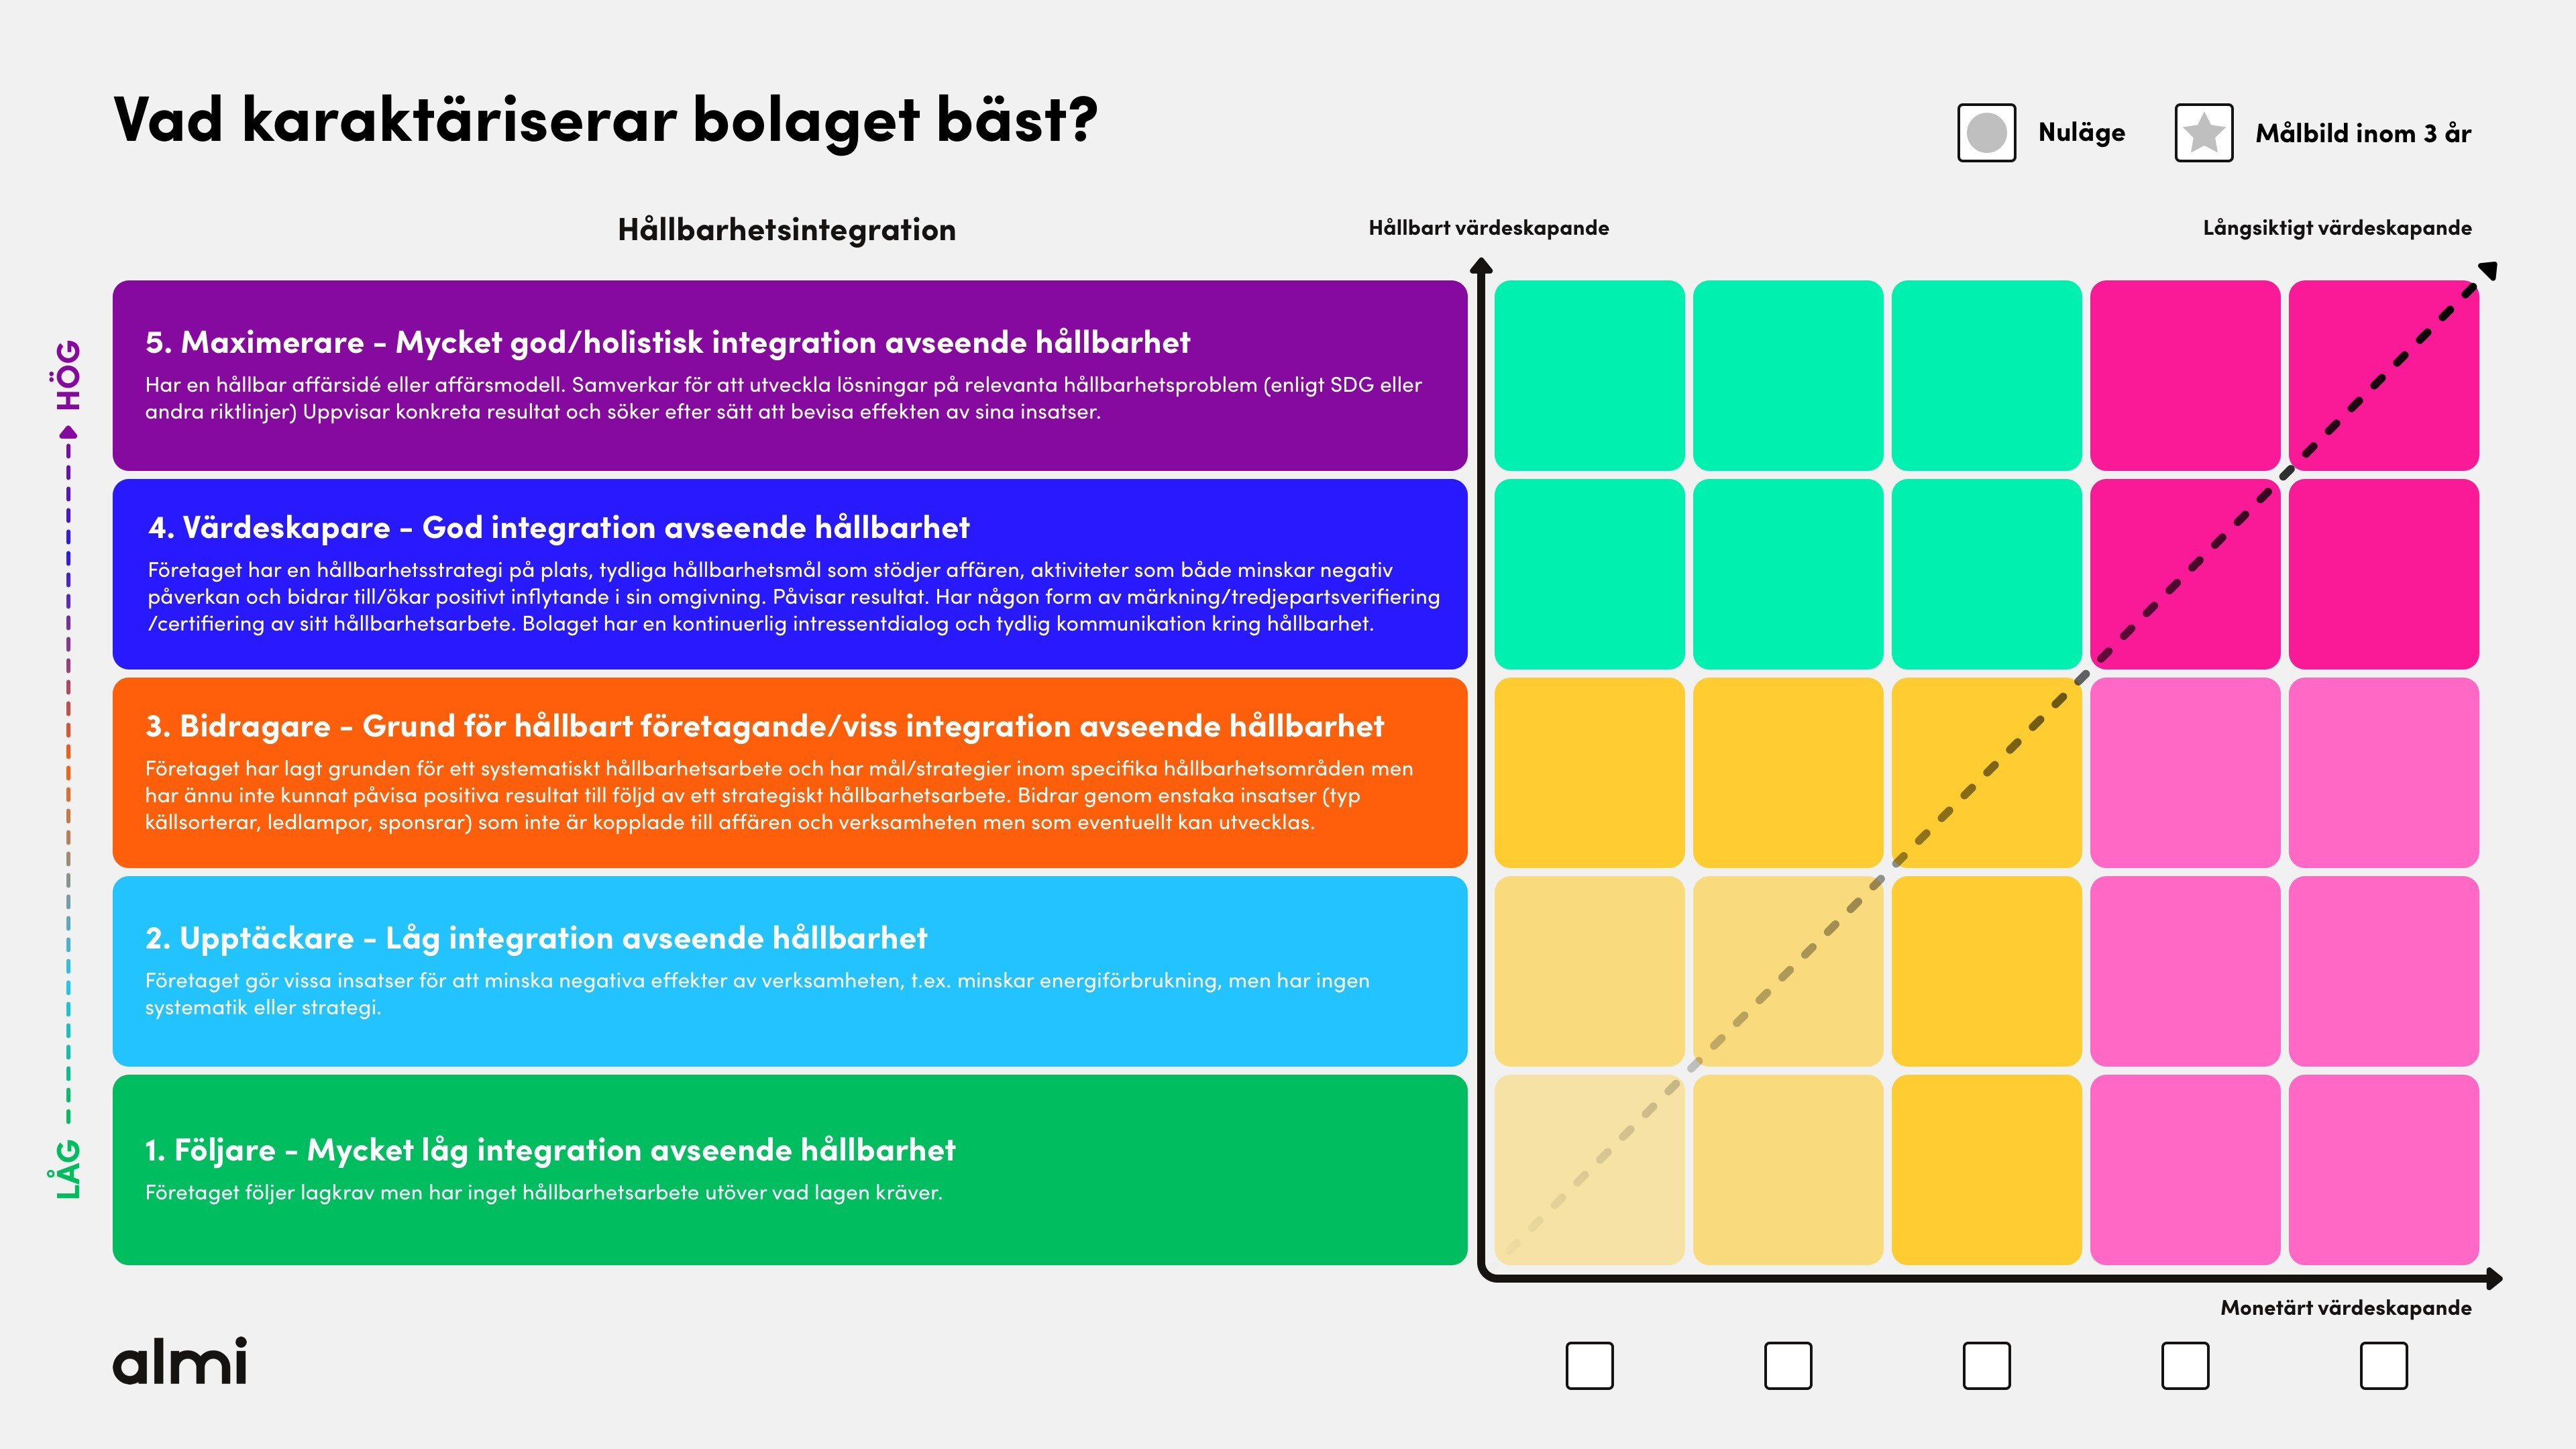 Vad karaktäriserar bolaget bäst?
Nuläge
Målbild inom 3 år
Hållbarhetsintegration
Hållbart värdeskapande
Långsiktigt värdeskapande
HÖG
5. Maximerare - Mycket god/holistisk integration avseende hållbarhet
Har en hållbar affärsidé eller affärsmodell. Samverkar för att utveckla lösningar på relevanta hållbarhetsproblem (enligt SDG eller
andra riktlinjer) Uppvisar konkreta resultat och söker efter sätt att bevisa effekten av sina insatser.
4. Värdeskapare - God integration avseende hållbarhet
Företaget har en hållbarhetsstrategi på plats, tydliga hållbarhetsmål som stödjer affären, aktiviteter som både minskar negativ
påverkan och bidrar till/ökar positivt inflytande i sin omgivning. Påvisar resultat. Har någon form av märkning/tredjepartsverifiering
/certifiering av sitt hållbarhetsarbete. Bolaget har en kontinuerlig intressentdialog och tydlig kommunikation kring hållbarhet.
3. Bidragare - Grund för hållbart företagande/viss integration avseende hållbarhet
Företaget har lagt grunden för ett systematiskt hållbarhetsarbete och har mål/strategier inom specifika hållbarhetsområden men
har ännu inte kunnat påvisa positiva resultat till följd av ett strategiskt hållbarhetsarbete. Bidrar genom enstaka insatser (typ
källsorterar, ledlampor, sponsrar) som inte är kopplade till affären och verksamheten men som eventuellt kan utvecklas.
2. Upptäckare - Låg integration avseende hållbarhet
Företaget gör vissa insatser för att minska negativa effekter av verksamheten, t.ex. minskar energiförbrukning, men har ingen
systematik eller strategi.
LÅG
1. Följare - Mycket låg integration avseende hållbarhet
Företaget följer lagkrav men har inget hållbarhetsarbete utöver vad lagen kräver.
Monetärt värdeskapande
almi